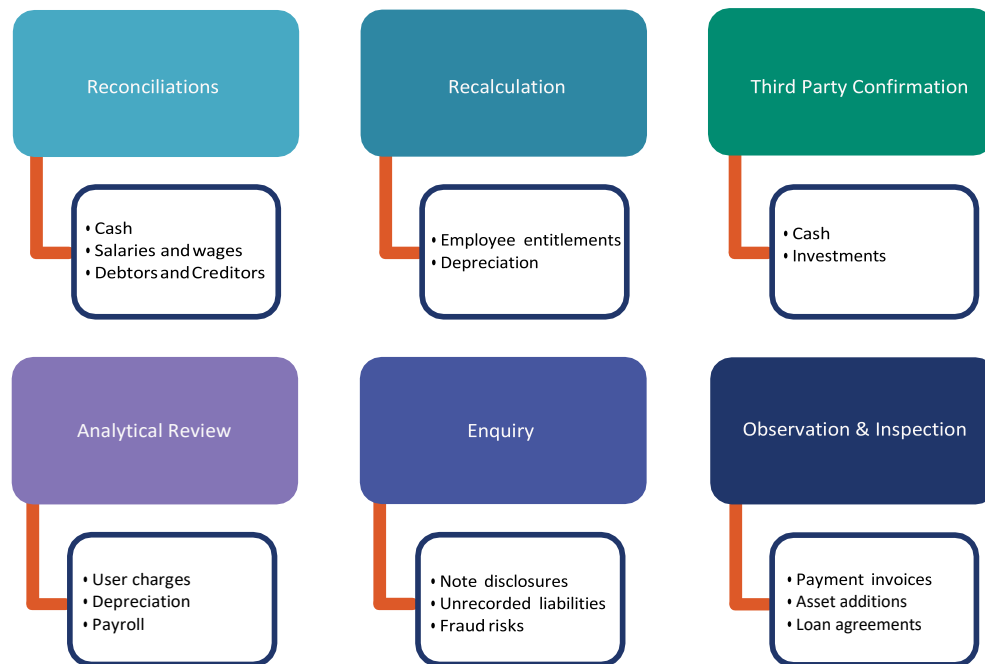 Reconciliations
• Cash
• Salaries and wages
• Debtors and Creditors
Recalculation
• Employee entitlements
• Depreciation
Third Party Confirmation
• Cash
• Investments
Analytical Review
• User charges
• Depreciation
• Payroll
Enquiry
• Note disclosures
• Unrecorded liabilities
• Fraud risks
Observation & Inspection
• Payment invoices
• Asset additions
• Loan agreements